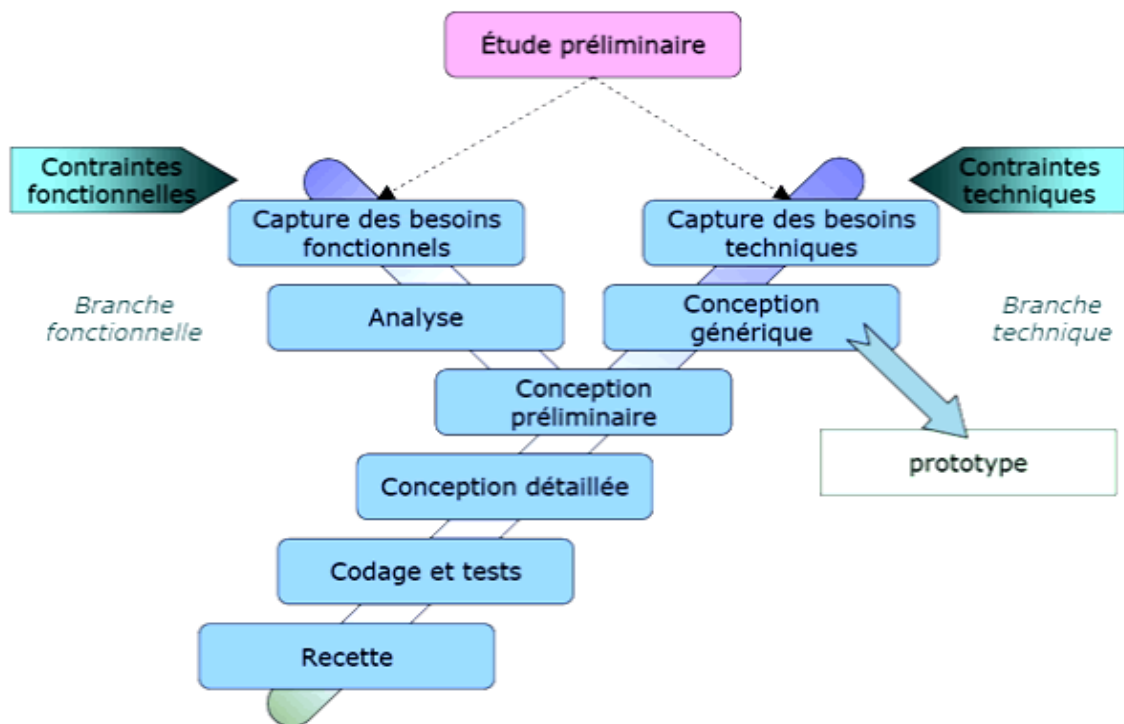 Étude préliminaire
Contraintes
fonctionnelles
Contraintes
techniques
Capture des besoins
fonctionnels
Capture des besoins
techniques
Branche
fonctionnelle
Analyse
Conception
générique
Branche
technique
Conception
préliminaire
prototype
Conception détaillée
Codage et tests
Recette